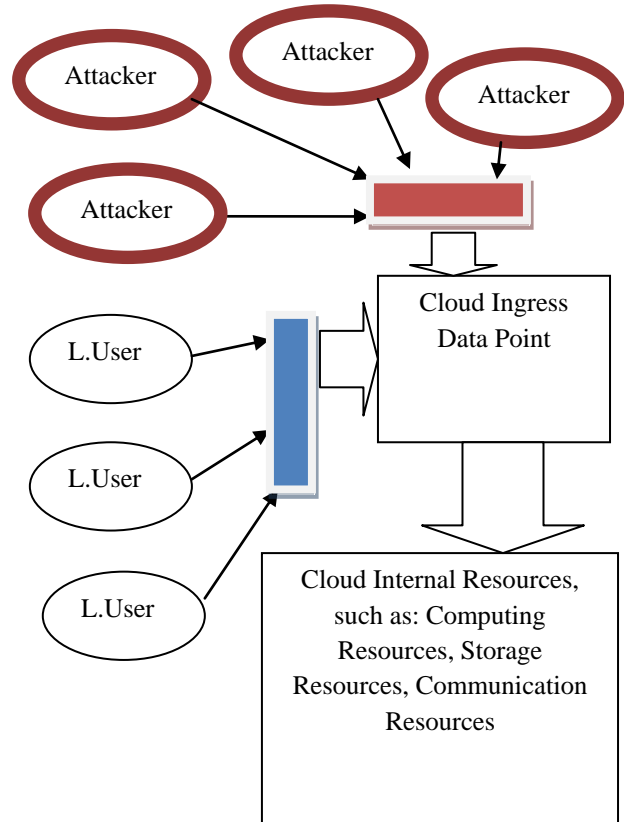 Attacker
Attacker
Attacker
Attacker
Cloud Ingress
Data Point
L.User
L.User
L.User
Cloud Internal Resources,
such as: Computing
Resources, Storage
Resources, Communication
Resources